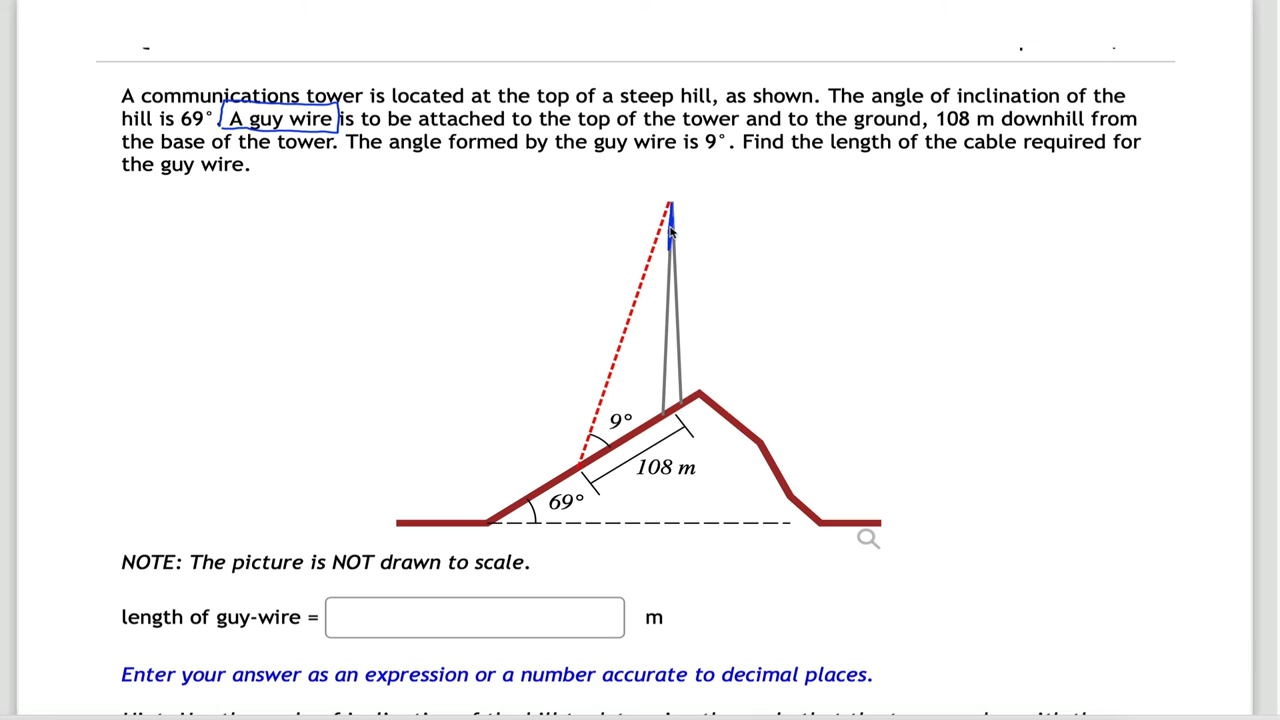 A communications tower is located at the top of a steep hill, as shown. The angle of inclination of the
hill is 69°. A guy wire is to be attached to the top of the tower and to the ground, 108 m downhill from
the base of the tower. The angle formed by the guy wire is 9°. Find the length of the cable required for
the guy wire.
9°
108 m
69°
NOTE: The picture is NOT drawn to scale.
length of guy-wire =
m
Enter your answer as an expression or a number accurate to decimal places.